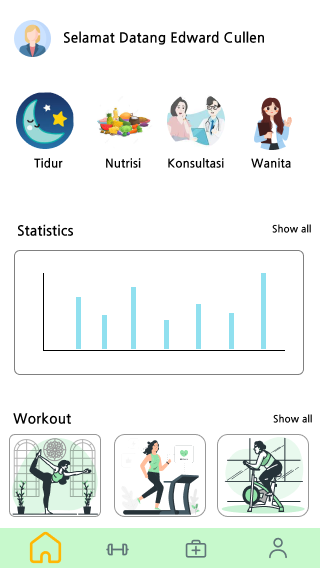 Selamat Datang Edward Cullen
Tidur
Nutrisi
Konsultasi
Wanita
Statistics
Show all
Workout
Show all